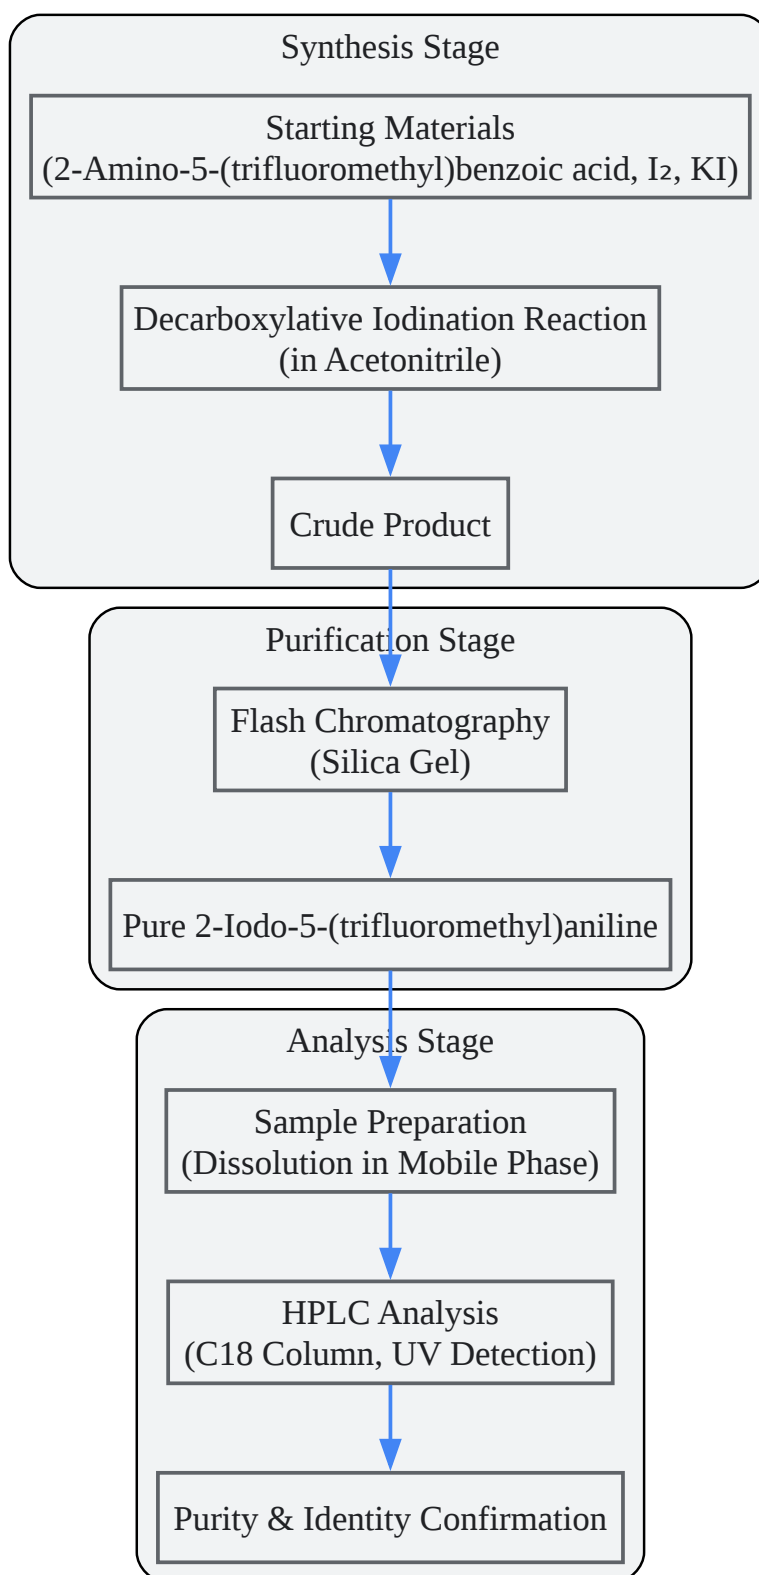 Synthesis Stage
Starting Materials
(2-Amino-5-(trifluoromethyl)benzoic acid, I₂, KI)
Decarboxylative Iodination Reaction
(in Acetonitrile)
Crude Product
Purification Stage
Flash Chromatography
(Silica Gel)
Pure 2-Iodo-5-(trifluoromethyl)aniline
Analysis Stage
Sample Preparation
(Dissolution in Mobile Phase)
HPLC Analysis
(C18 Column, UV Detection)
Purity & Identity Confirmation